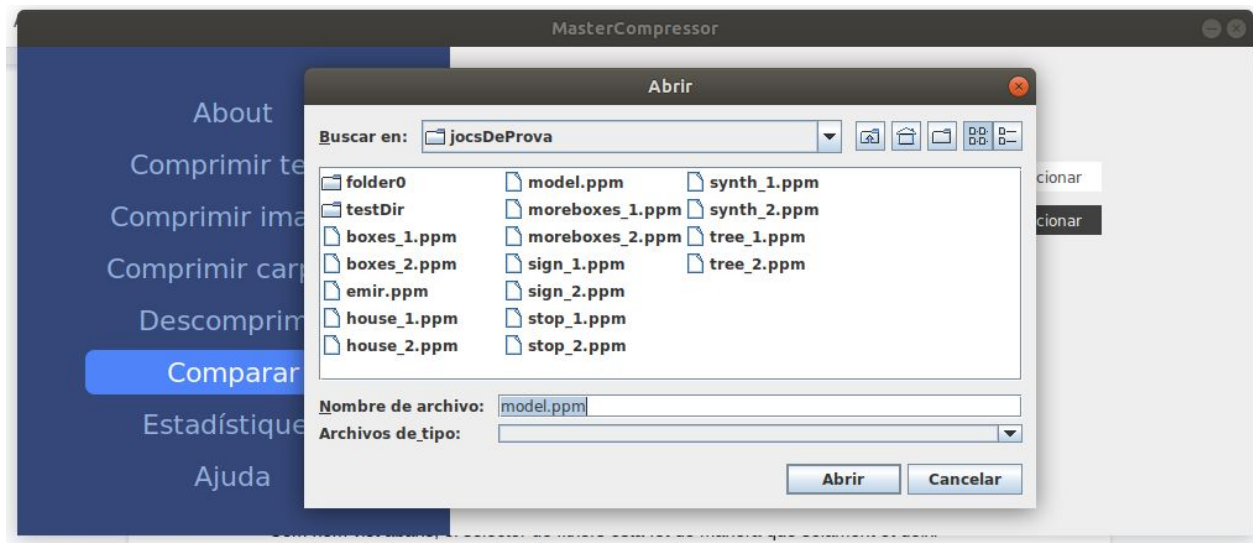 MasterCompressor
Abrir
About
Buscar en: jocsDeProva
Comprimir te
folder0 model.ppm synth_1.ppm
cionar
testDir moreboxes_1.ppm synth_2.ppm
Comprimir ima
cionar
boxes_1.ppm moreboxes_2.ppm tree_1.ppm
boxes_2.ppm sign_1.ppm tree_2.ppm
Comprimir carp
emir.ppm sign_2.ppm
house_1.ppm stop_1.ppm
Descomprim
house_2.ppm stop_2.ppm
Comparar
Nombre de archivo: model.ppm
Estadístique
Archivos de tipo:
Ajuda
Abrir Cancelar